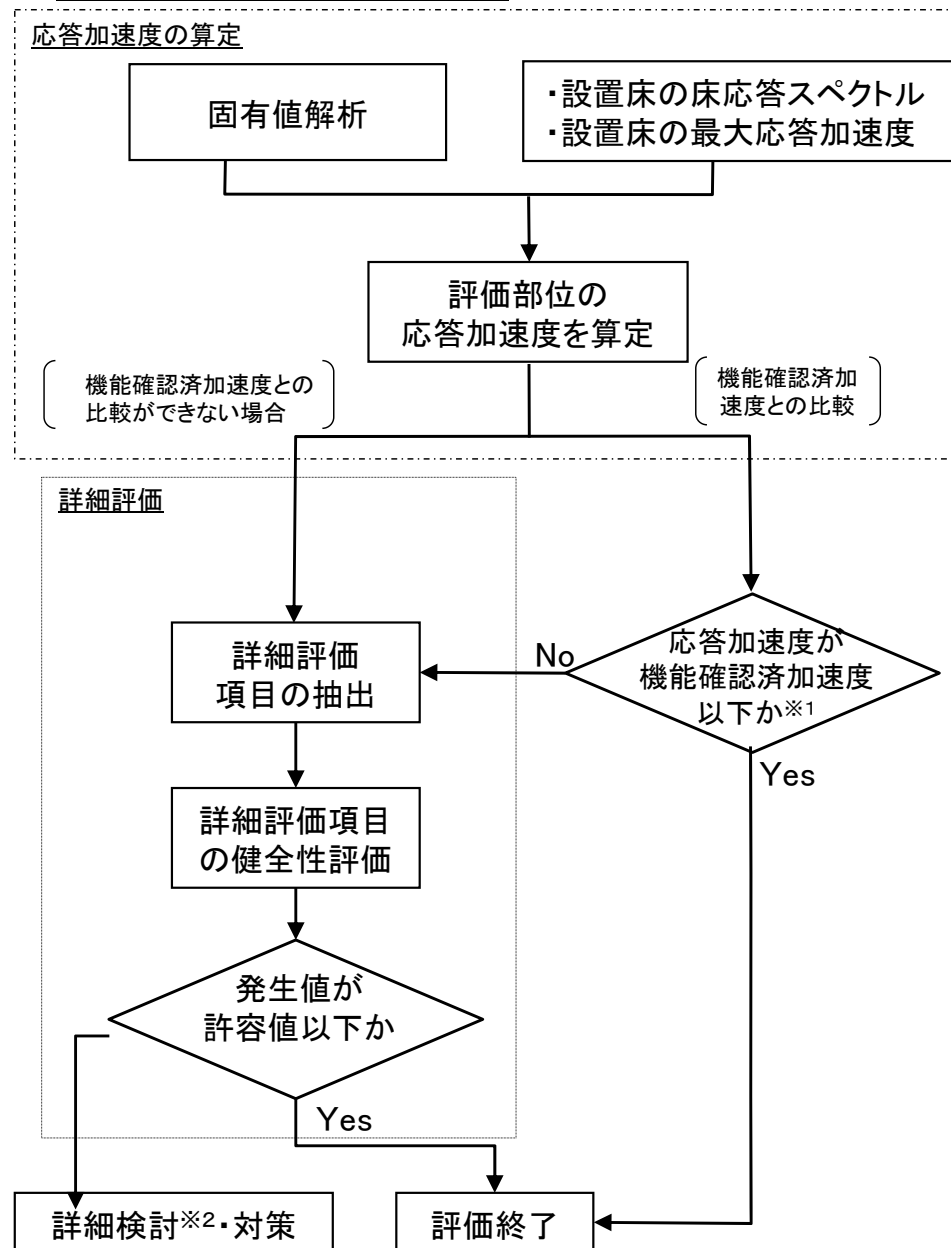 応答加速度の算定
固有値解析
・設置床の床応答スペクトル
・設置床の最大応答加速度
評価部位の
応答加速度を算定
機能確認済加速度との
比較ができない場合
機能確認済加
速度との比較
詳細評価
詳細評価
項目の抽出
No
応答加速度が
機能確認済加速度
以下か※1
Yes
詳細評価項目
の健全性評価
発生値が
許容値以下か
Yes
詳細検討※2・対策
評価終了